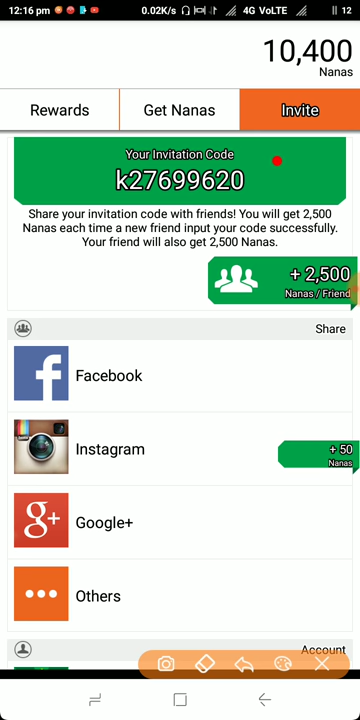 12:16 pm 0.02K/s 4G VoLTE 12
10,400
Nanas
Rewards Get Nanas Invite
Your Invitation Code
k27699620
Share your invitation code with friends! You will get 2,500
Nanas each time a new friend input your code successfully.
Your friend will also get 2,500 Nanas.
+ 2,500
Nanas / Friend
Share
Facebook
Instagram
+ 50
Nanas
g+ Google+
Others
Account